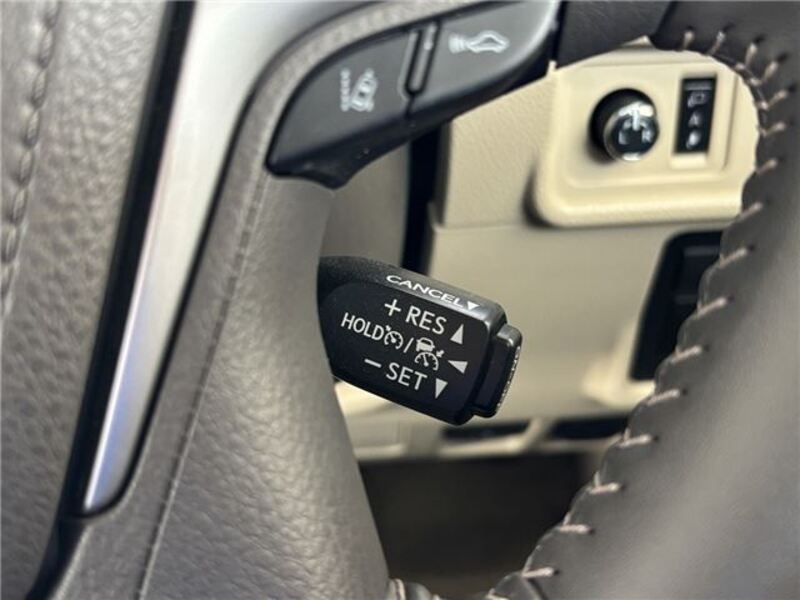 L R
A
CANCEL▼
+ RES ▲
HOLD /
− SET ▼